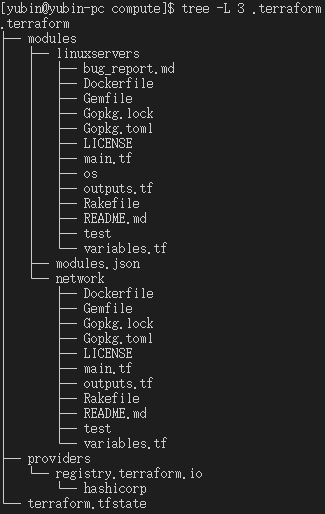 [yubin@yubin-pc compute]$ tree -L 3 .terraform
.terraform
├── modules
│   ├── linuxservers
│   │   ├── bug_report.md
│   │   ├── Dockerfile
│   │   ├── Gemfile
│   │   ├── Gopkg.lock
│   │   ├── Gopkg.toml
│   │   ├── LICENSE
│   │   ├── main.tf
│   │   ├── os
│   │   ├── outputs.tf
│   │   ├── Rakefile
│   │   ├── README.md
│   │   ├── test
│   │   └── variables.tf
│   ├── modules.json
│   └── network
│       ├── Dockerfile
│       ├── Gemfile
│       ├── Gopkg.lock
│       ├── Gopkg.toml
│       ├── LICENSE
│       ├── main.tf
│       ├── outputs.tf
│       ├── Rakefile
│       ├── README.md
│       ├── test
│       └── variables.tf
├── providers
│   └── registry.terraform.io
│       └── hashicorp
└── terraform.tfstate